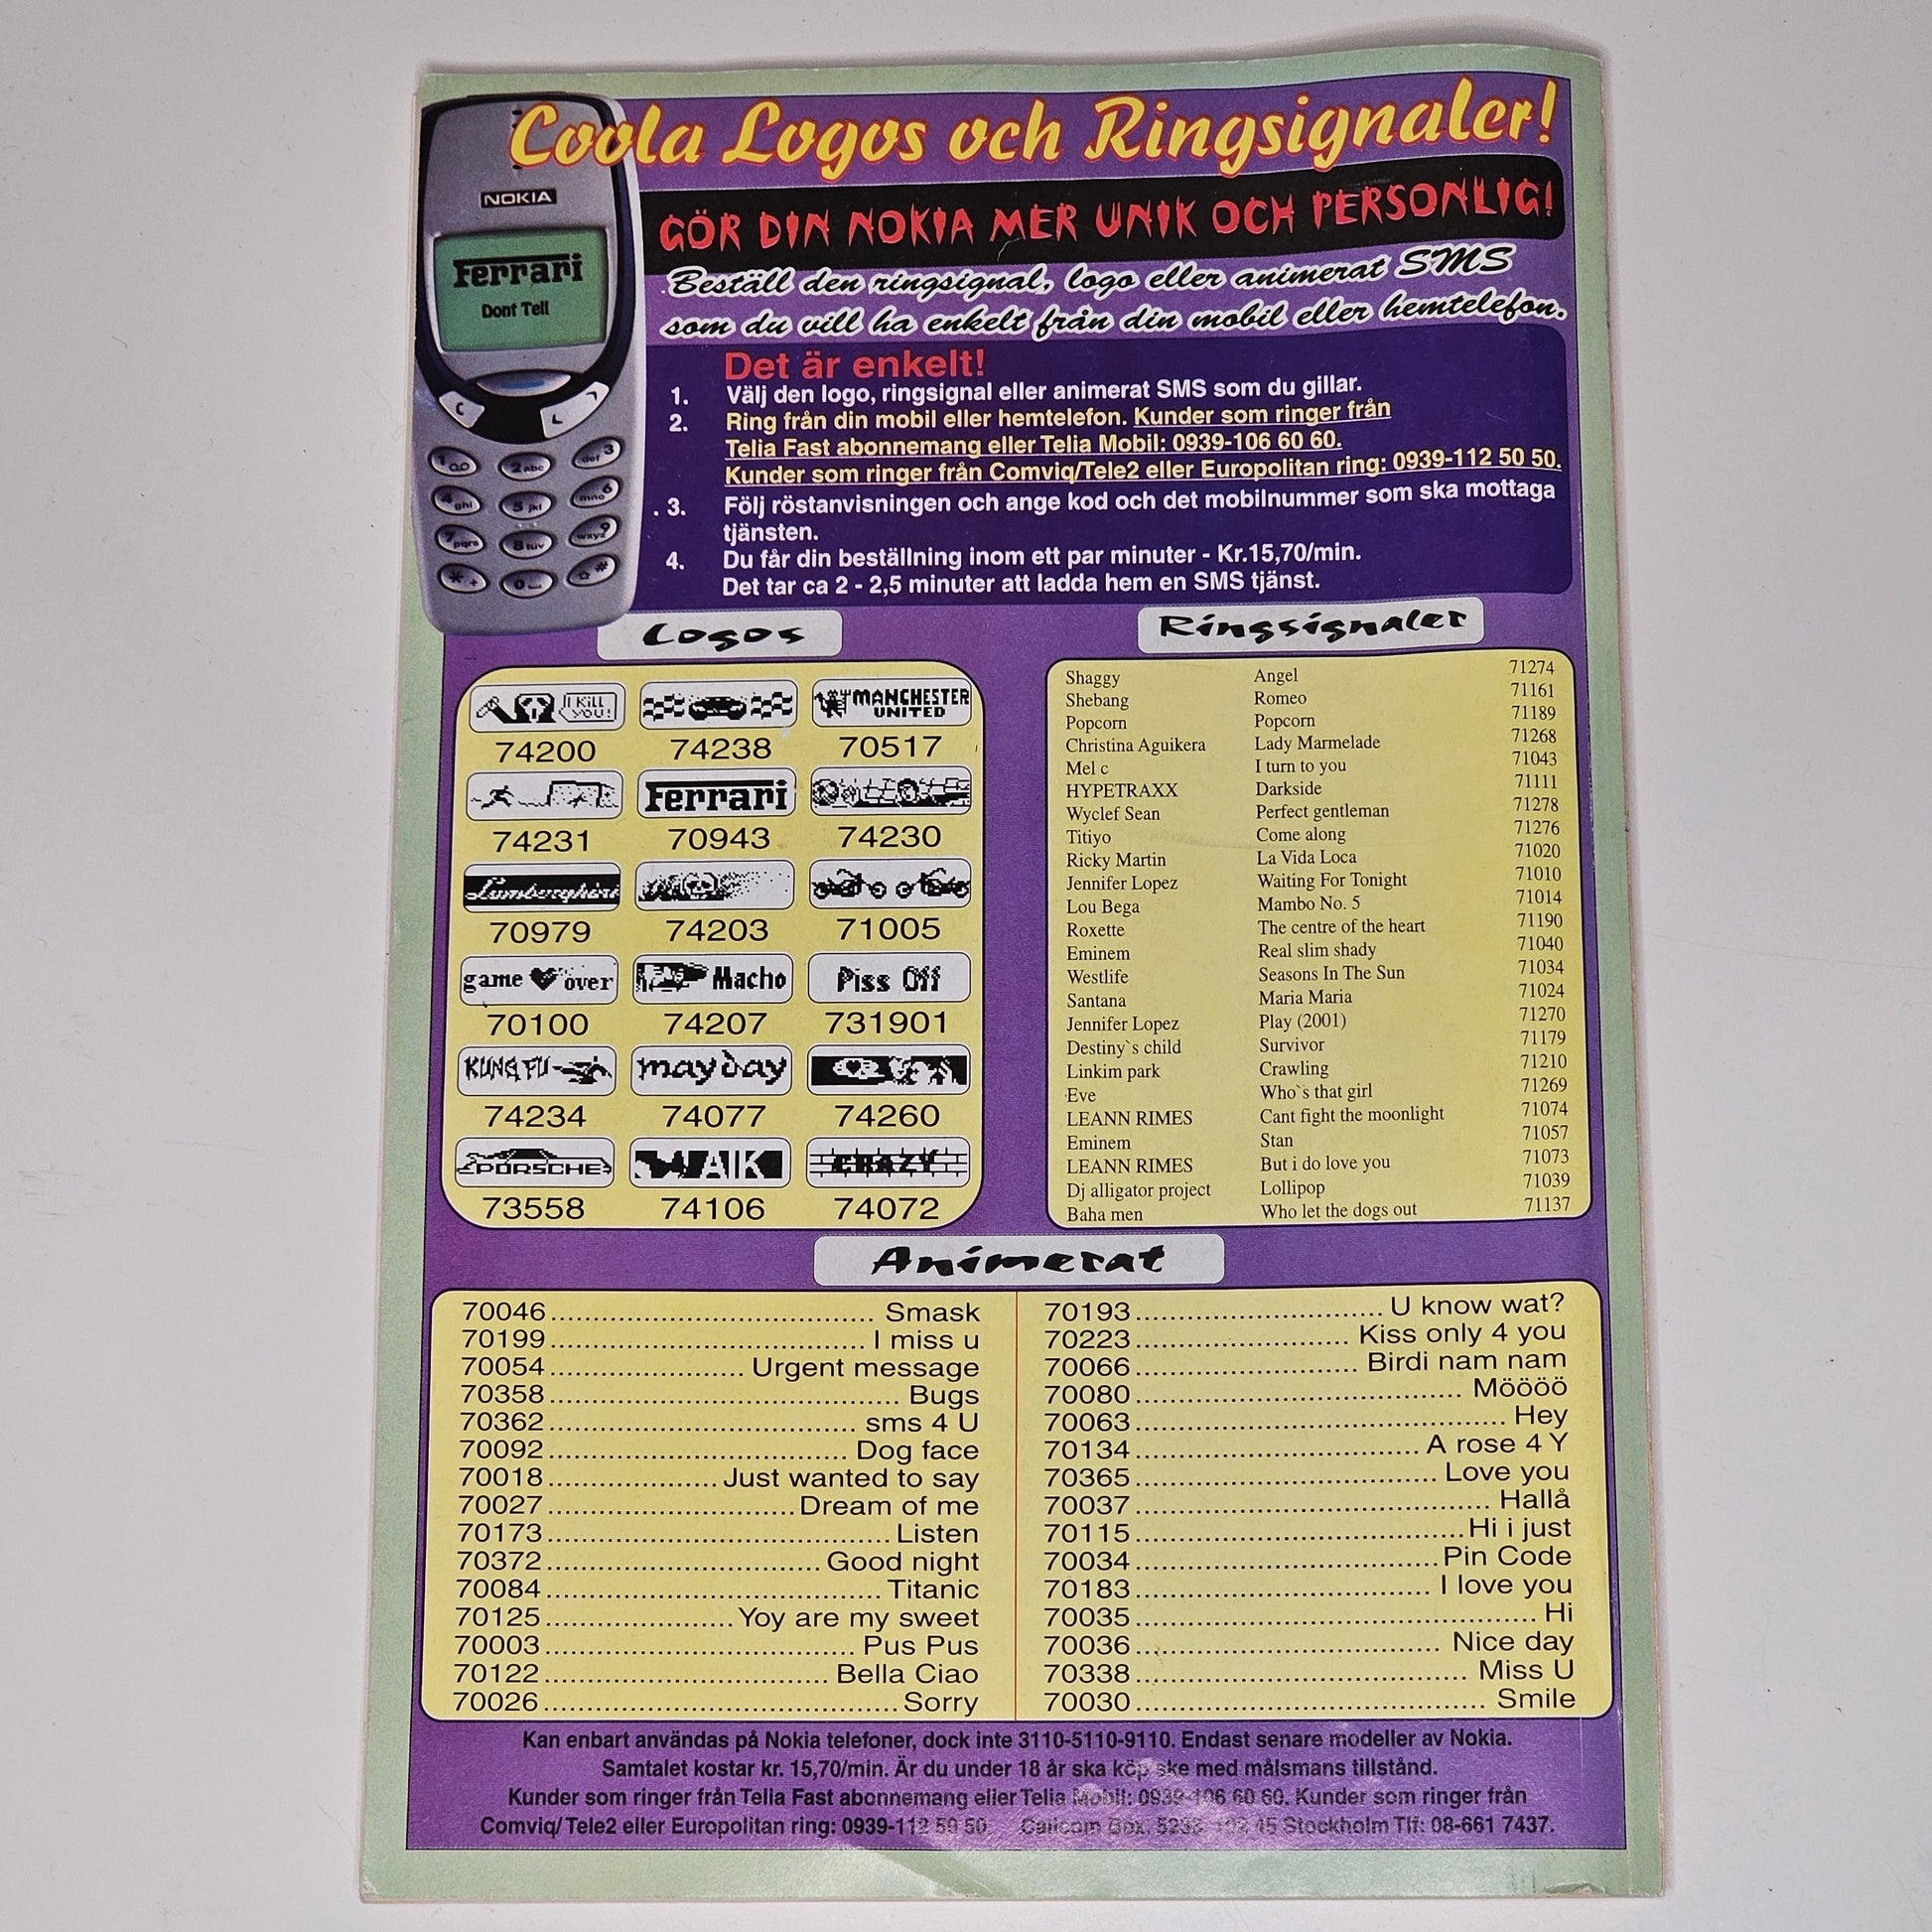 Coola Logos och Ringsignaler!
NOKIA
GÖR DIN NOKIA MER UNIK OCH PERSONLIG!
Ferrari
Dont Tell
Beställ den ringsignal, logo eller animerat SMS
som du vill ha enkelt från din mobil eller hemtelefon.
Det är enkelt!
1. Välj den logo, ringsignal eller animerat SMS som du gillar.
2. Ring från din mobil eller hemtelefon. Kunder som ringer från
Telia Fast abonnemang eller Telia Mobil: 0939-106 60 60.
Kunder som ringer från Comviq/Tele2 eller Europolitan ring: 0939-112 50 50.
. 3. Följ röstanvisningen och ange kod och det mobilnummer som ska mottaga
tjänsten.
4. Du får din beställning inom ett par minuter - Kr.15,70/min.
Det tar ca 2 - 2,5 minuter att ladda hem en SMS tjänst.
C
1 2abc def 3
4 ghi 5 jkl mno 6
7 pqrs 8 tuv wxyz 9
* + 0 #
Logos
I KiLL YOU! MANCHESTER UNITED
74200 74238 70517
Ferrari
74231 70943 74230
Lamborghini
70979 74203 71005
game over Macho Piss Off
70100 74207 731901
KUNG FU mayday
74234 74077 74260
PORSCHE AIK CRAZY
73558 74106 74072
Ringsignaler
Shaggy Angel 71274
Shebang Romeo 71161
Popcorn Popcorn 71189
Christina Aguikera Lady Marmelade 71268
Mel c I turn to you 71043
HYPETRAXX Darkside 71111
Wyclef Sean Perfect gentleman 71278
Titiyo Come along 71276
Ricky Martin La Vida Loca 71020
Jennifer Lopez Waiting For Tonight 71010
Lou Bega Mambo No. 5 71014
Roxette The centre of the heart 71190
Eminem Real slim shady 71040
Westlife Seasons In The Sun 71034
Santana Maria Maria 71024
Jennifer Lopez Play (2001) 71270
Destiny`s child Survivor 71179
Linkim park Crawling 71210
Eve Who`s that girl 71269
LEANN RIMES Cant fight the moonlight 71074
Eminem Stan 71057
LEANN RIMES But i do love you 71073
Dj alligator project Lollipop 71039
Baha men Who let the dogs out 71137
Animerat
70046 Smask
70199 I miss u
70054 Urgent message
70358 Bugs
70362 sms 4 U
70092 Dog face
70018 Just wanted to say
70027 Dream of me
70173 Listen
70372 Good night
70084 Titanic
70125 Yoy are my sweet
70003 Pus Pus
70122 Bella Ciao
70026 Sorry
70193 U know wat?
70223 Kiss only 4 you
70066 Birdi nam nam
70080 Möööö
70063 Hey
70134 A rose 4 Y
70365 Love you
70037 Hallå
70115 Hi i just
70034 Pin Code
70183 I love you
70035 Hi
70036 Nice day
70338 Miss U
70030 Smile
Kan enbart användas på Nokia telefoner, dock inte 3110-5110-9110. Endast senare modeller av Nokia.
Samtalet kostar kr. 15,70/min. Är du under 18 år ska köp ske med målsmans tillstånd.
Kunder som ringer från Telia Fast abonnemang eller Telia Mobil: 0939-106 60 60. Kunder som ringer från
Comviq/Tele2 eller Europolitan ring: 0939-112 50 50. Callcom Box. Stockholm Tlf: 08-661 7437.